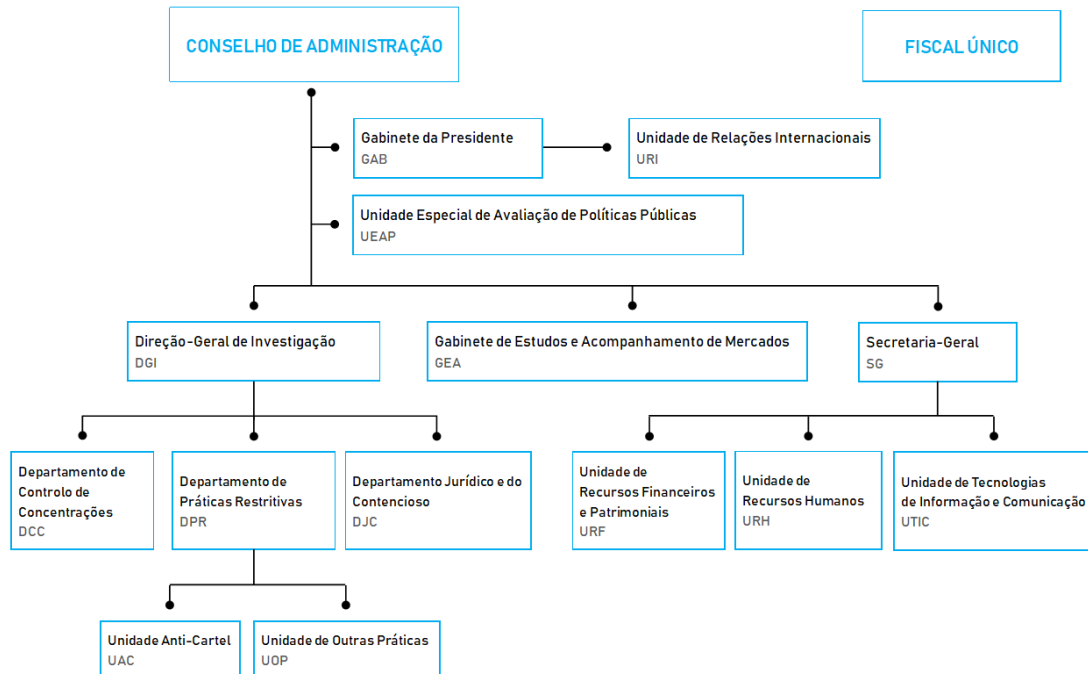 CONSELHO DE ADMINISTRAÇÃO
FISCAL ÚNICO
Gabinete da Presidente
GAB
Unidade de Relações Internacionais
URI
Unidade Especial de Avaliação de Políticas Públicas
UEAP
Direção-Geral de Investigação
DGI
Gabinete de Estudos e Acompanhamento de Mercados
GEA
Secretaria-Geral
SG
Departamento de
Controlo de
Concentrações
DCC
Departamento de
Práticas Restritivas
DPR
Departamento Jurídico e do
Contencioso
DJC
Unidade de
Recursos Financeiros
e Patrimoniais
URF
Unidade de
Recursos Humanos
URH
Unidade de Tecnologias
de Informação e Comunicação
UTIC
Unidade Anti-Cartel
UAC
Unidade de Outras Práticas
UOP